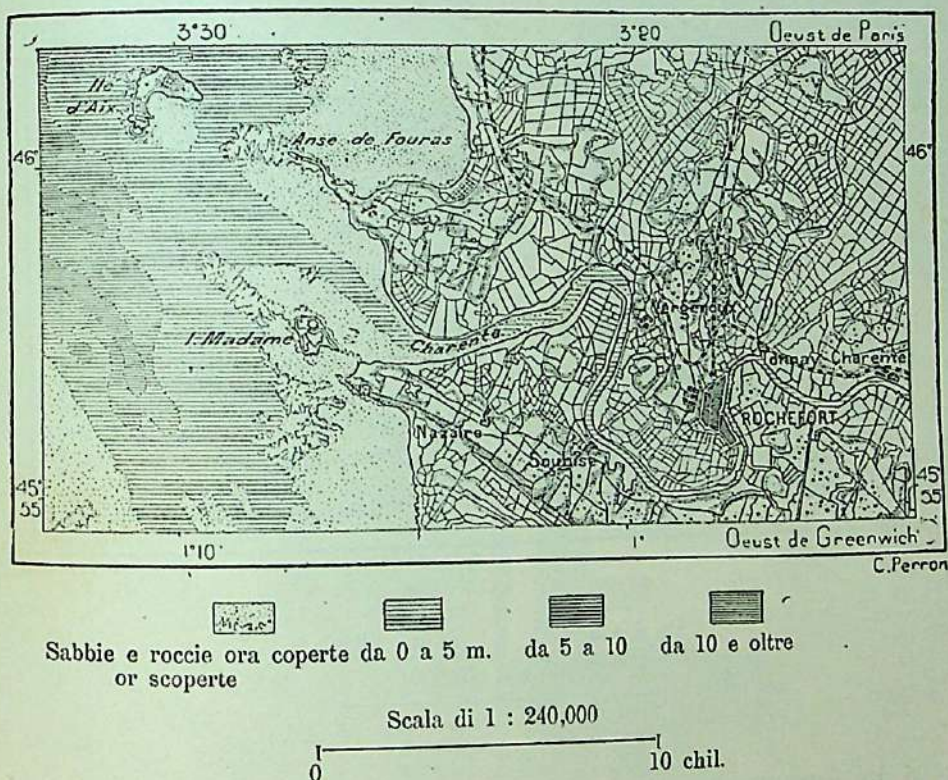 3°30 3°20 Oeust de Paris
Ile
d'Aix
Anse de Fouras
46° 46°
Vergeroux
I. Madame
Charente
Tonnay-Charente
ROCHEFORT
Nazaire
Soubise
45° 45°
55 55
1°10 1° Oeust de Greenwich
C. Perron
Sabbie e roccie ora coperte da 0 a 5 m. da 5 a 10 da 10 e oltre
or scoperte
Scala di 1 : 240,000
0 10 chil.